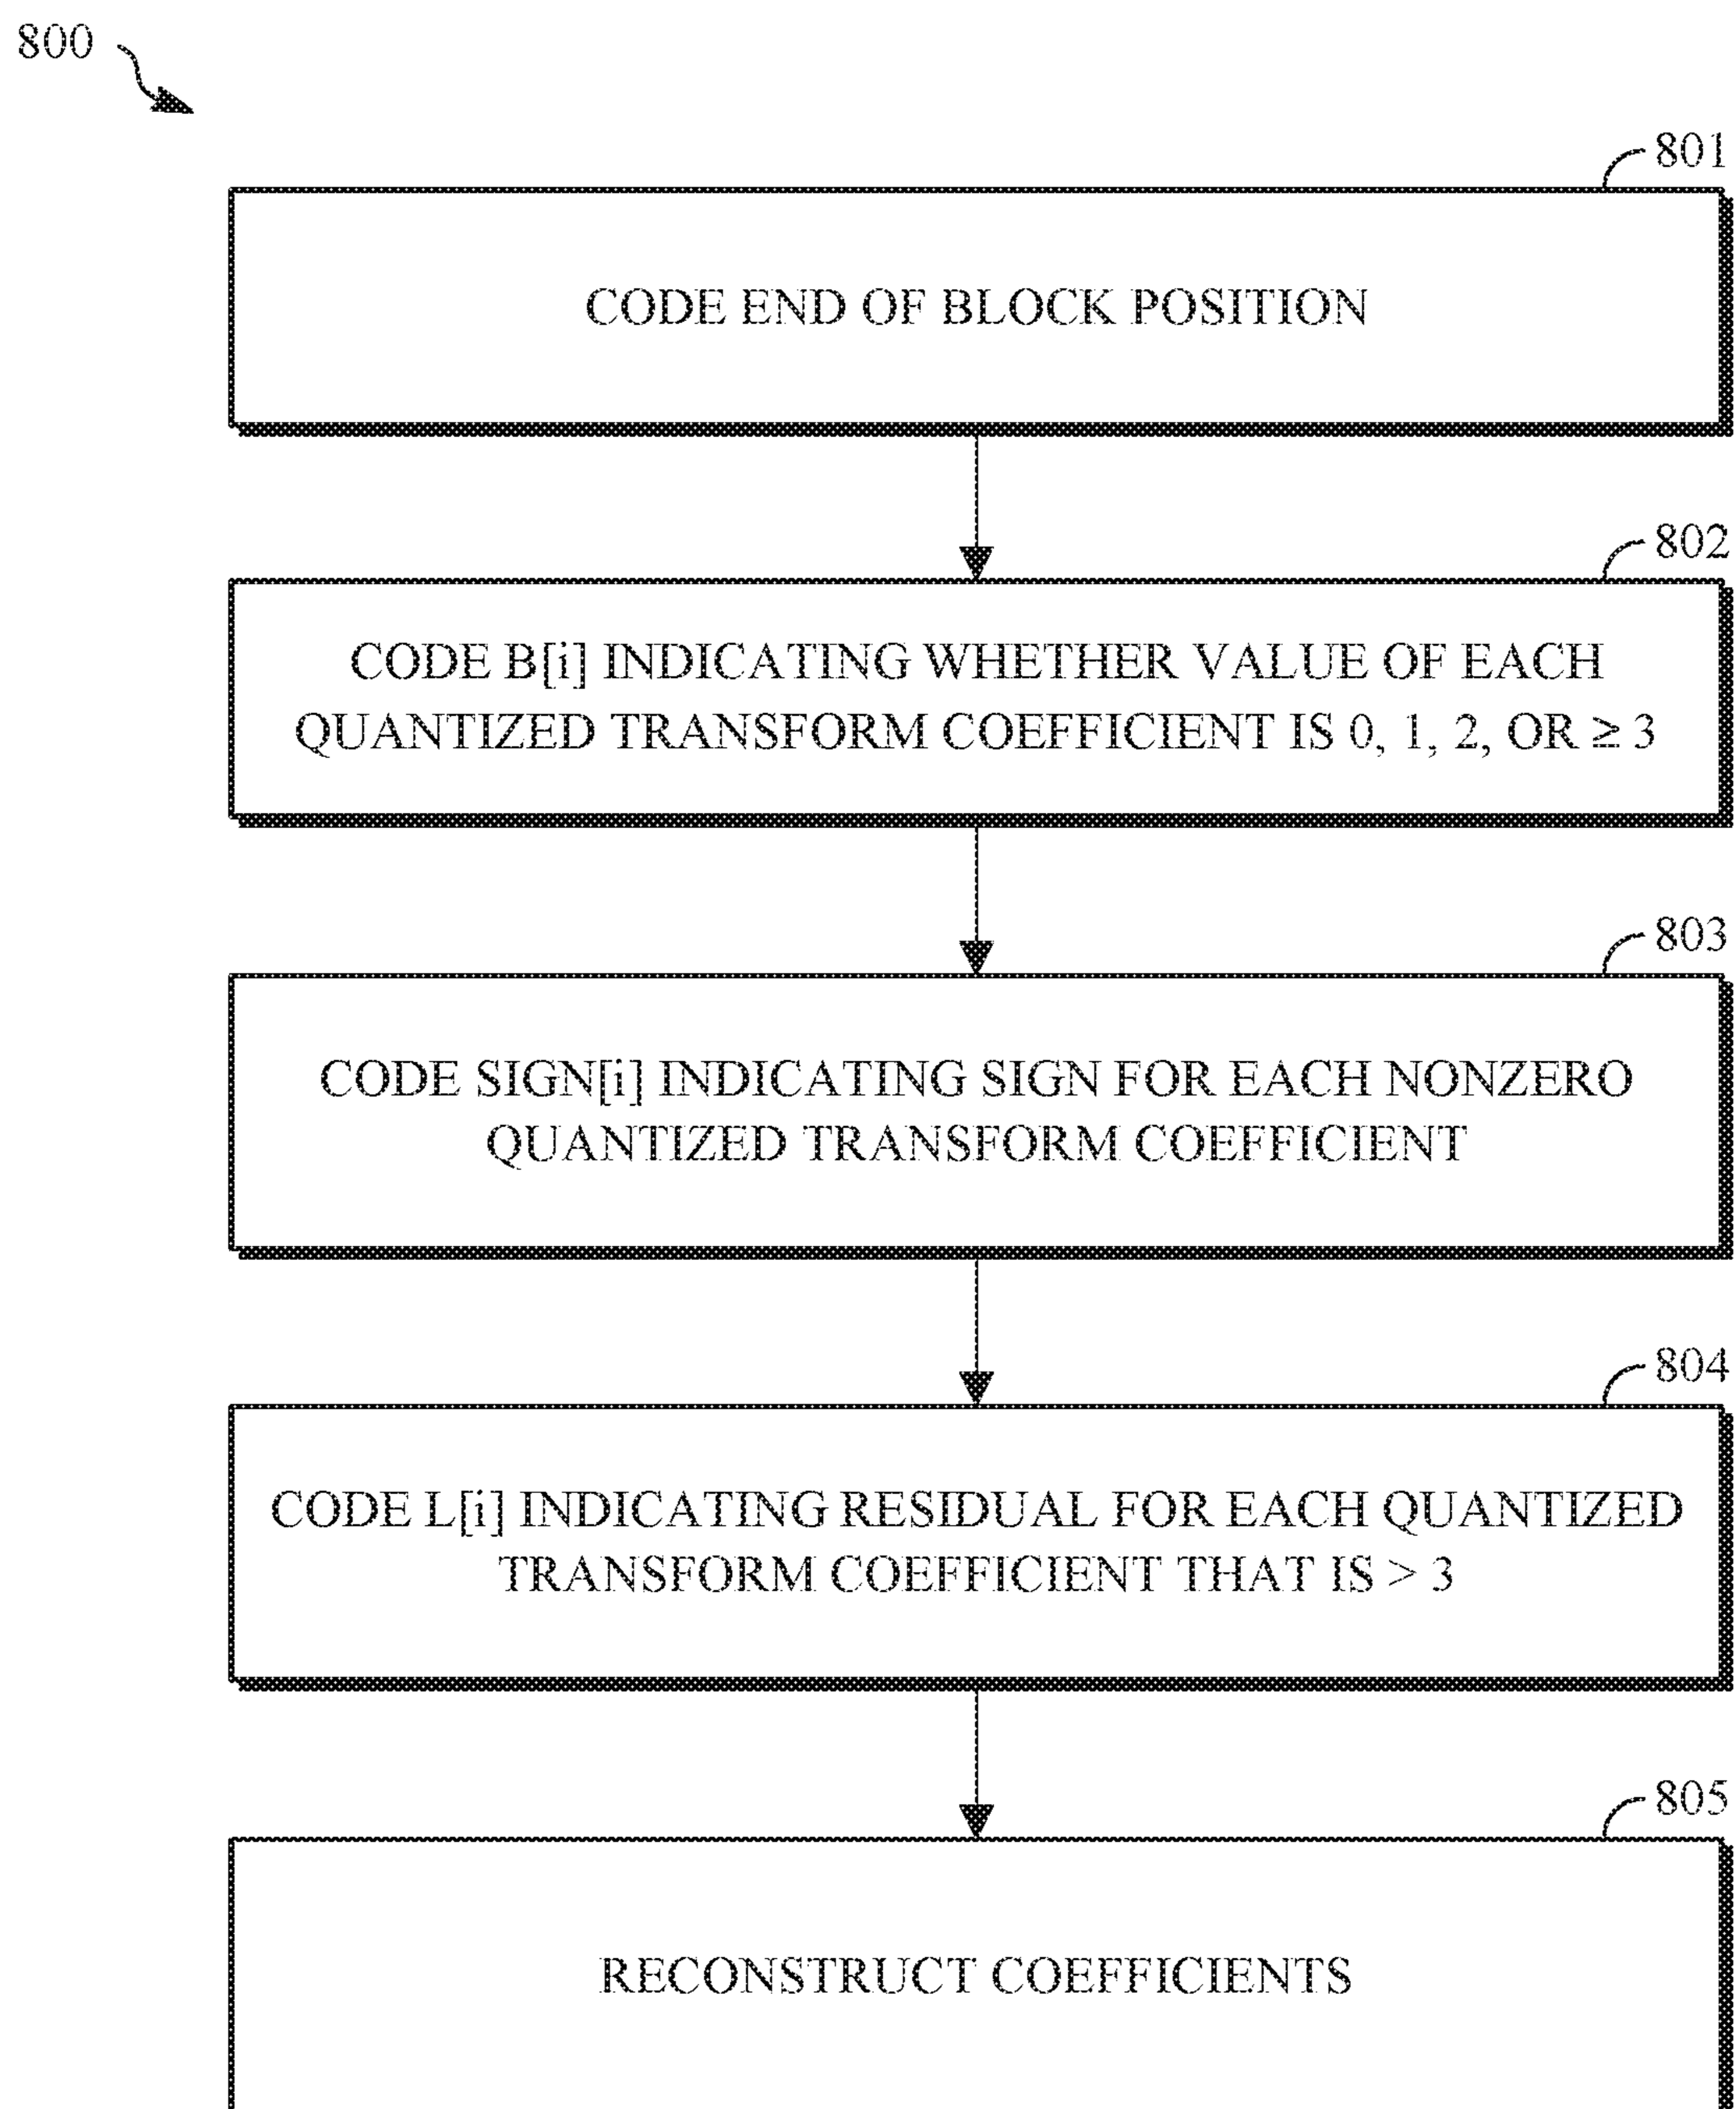 800
801
CODE END OF BLOCK POSITION
802
CODE B[i] INDICATING WHETHER VALUE OF EACH
QUANTIZED TRANSFORM COEFFICIENT IS 0, 1, 2, OR ≥ 3
803
CODE SIGN[i] INDICATING SIGN FOR EACH NONZERO
QUANTIZED TRANSFORM COEFFICIENT
804
CODE L[i] INDICATING RESIDUAL FOR EACH QUANTIZED
TRANSFORM COEFFICIENT THAT IS > 3
805
RECONSTRUCT COEFFICIENTS